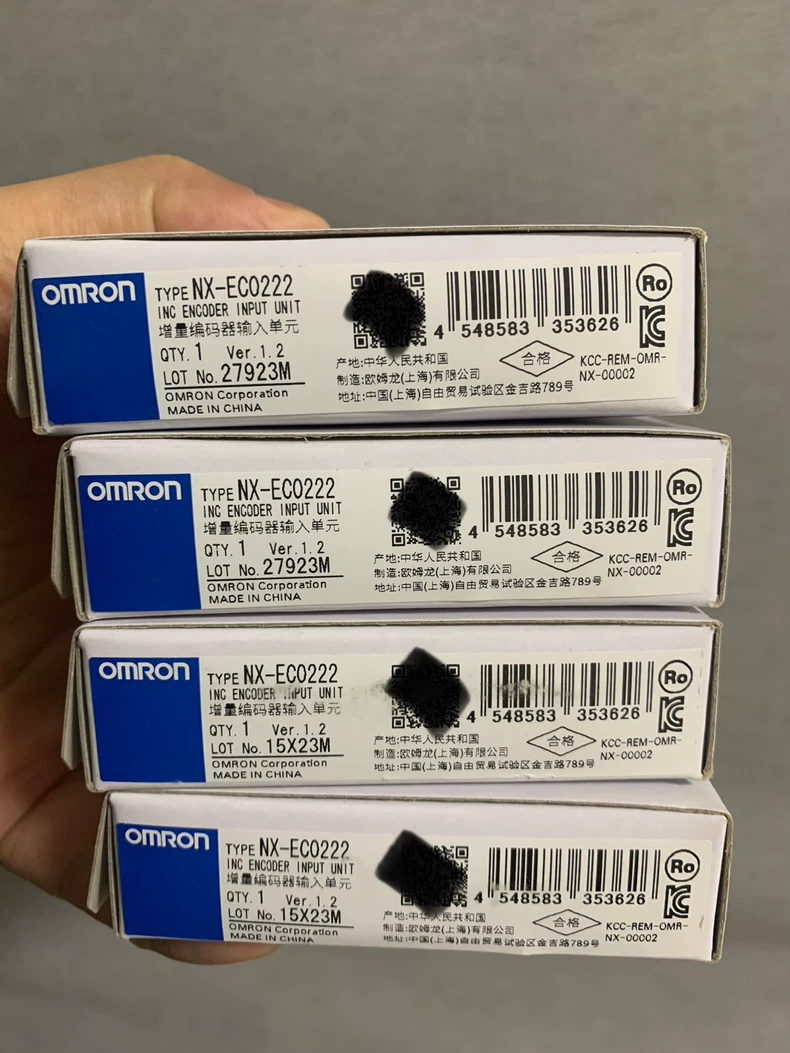 OMRON
TYPE NX-EC0222
INC ENCODER INPUT UNIT
增量编码器输入单元
QTY. 1 Ver.1.2
LOT No. 27923M
OMRON Corporation
MADE IN CHINA
4 548583 353626
产地:中华人民共和国
制造:欧姆龙(上海)有限公司
地址:中国(上海)自由贸易试验区金吉路789号
合格
Ro
KCC-REM-OMR-
NX-00002
OMRON
TYPE NX-EC0222
INC ENCODER INPUT UNIT
增量编码器输入单元
QTY. 1 Ver.1.2
LOT No. 27923M
OMRON Corporation
MADE IN CHINA
4 548583 353626
产地:中华人民共和国
制造:欧姆龙(上海)有限公司
地址:中国(上海)自由贸易试验区金吉路789号
合格
Ro
KCC-REM-OMR-
NX-00002
OMRON
TYPE NX-EC0222
INC ENCODER INPUT UNIT
增量编码器输入单元
QTY. 1 Ver.1.2
LOT No. 15X23M
OMRON Corporation
MADE IN CHINA
4 548583 353626
产地:中华人民共和国
制造:欧姆龙(上海)有限公司
地址:中国(上海)自由贸易试验区金吉路789号
合格
Ro
KCC-REM-OMR-
NX-00002
OMRON
TYPE NX-EC0222
INC ENCODER INPUT UNIT
增量编码器输入单元
QTY. 1 Ver.1.2
LOT No. 15X23M
OMRON Corporation
MADE IN CHINA
4 548583 353626
产地:中华人民共和国
制造:欧姆龙(上海)有限公司
地址:中国(上海)自由贸易试验区金吉路789号
合格
Ro
KCC-REM-OMR-
NX-00002